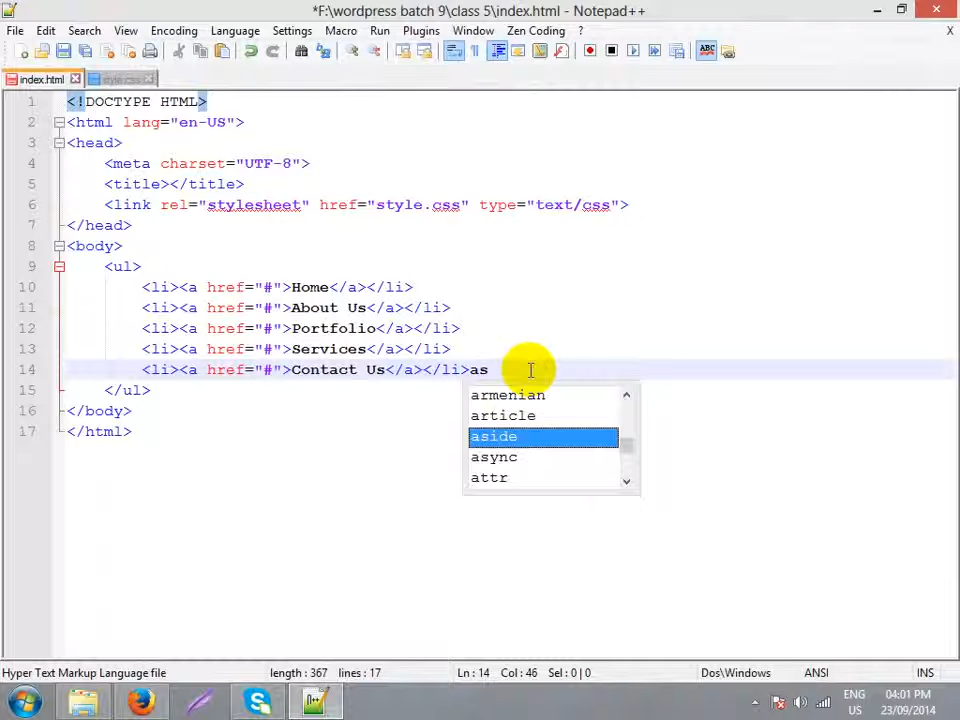 *F:\wordpress batch 9\class 5\index.html - Notepad++
File Edit Search View Encoding Language Settings Macro Run Plugins Window Zen Coding ? X
index.html style.css
1 <!DOCTYPE HTML>
2 <html lang="en-US">
3 <head>
4 <meta charset="UTF-8">
5 <title></title>
6 <link rel="stylesheet" href="style.css" type="text/css">
7 </head>
8 <body>
9 <ul>
10 <li><a href="#">Home</a></li>
11 <li><a href="#">About Us</a></li>
12 <li><a href="#">Portfolio</a></li>
13 <li><a href="#">Services</a></li>
14 <li><a href="#">Contact Us</a></li>as
15 </ul>
16 </body>
17 </html>
armenian
article
aside
async
attr
Hyper Text Markup Language file length : 367 lines : 17 Ln : 14 Col : 46 Sel : 0 | 0 Dos\Windows ANSI INS
ENG 04:01 PM
US 23/09/2014